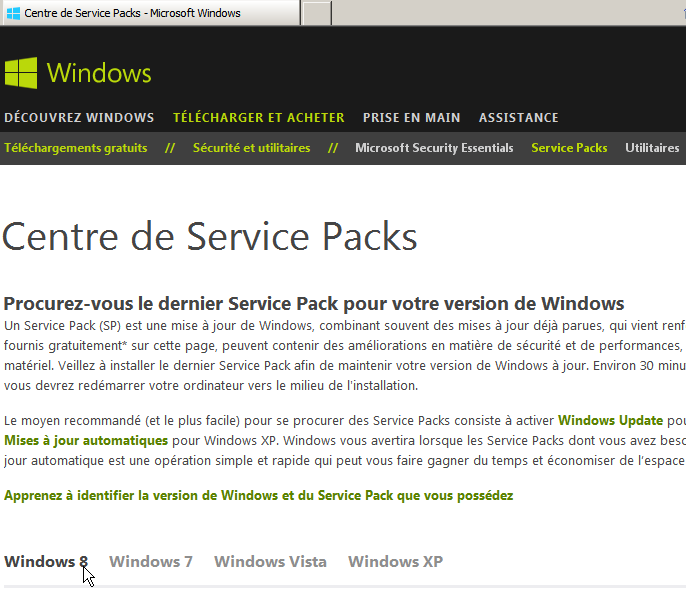 Centre de Service Packs - Microsoft Windows
Windows
DÉCOUVREZ WINDOWS TÉLÉCHARGER ET ACHETER PRISE EN MAIN ASSISTANCE
Téléchargements gratuits // Sécurité et utilitaires // Microsoft Security Essentials Service Packs Utilitaires
Centre de Service Packs
Procurez-vous le dernier Service Pack pour votre version de Windows
Un Service Pack (SP) est une mise à jour de Windows, combinant souvent des mises à jour déjà parues, qui vient renf
fournis gratuitement* sur cette page, peuvent contenir des améliorations en matière de sécurité et de performances,
matériel. Veillez à installer le dernier Service Pack afin de maintenir votre version de Windows à jour. Environ 30 minu
vous devrez redémarrer votre ordinateur vers le milieu de l'installation.
Le moyen recommandé (et le plus facile) pour se procurer des Service Packs consiste à activer Windows Update pou
Mises à jour automatiques pour Windows XP. Windows vous avertira lorsque les Service Packs dont vous avez beso
jour automatique est une opération simple et rapide qui peut vous faire gagner du temps et économiser de l'espace
Apprenez à identifier la version de Windows et du Service Pack que vous possédez
Windows 8 Windows 7 Windows Vista Windows XP